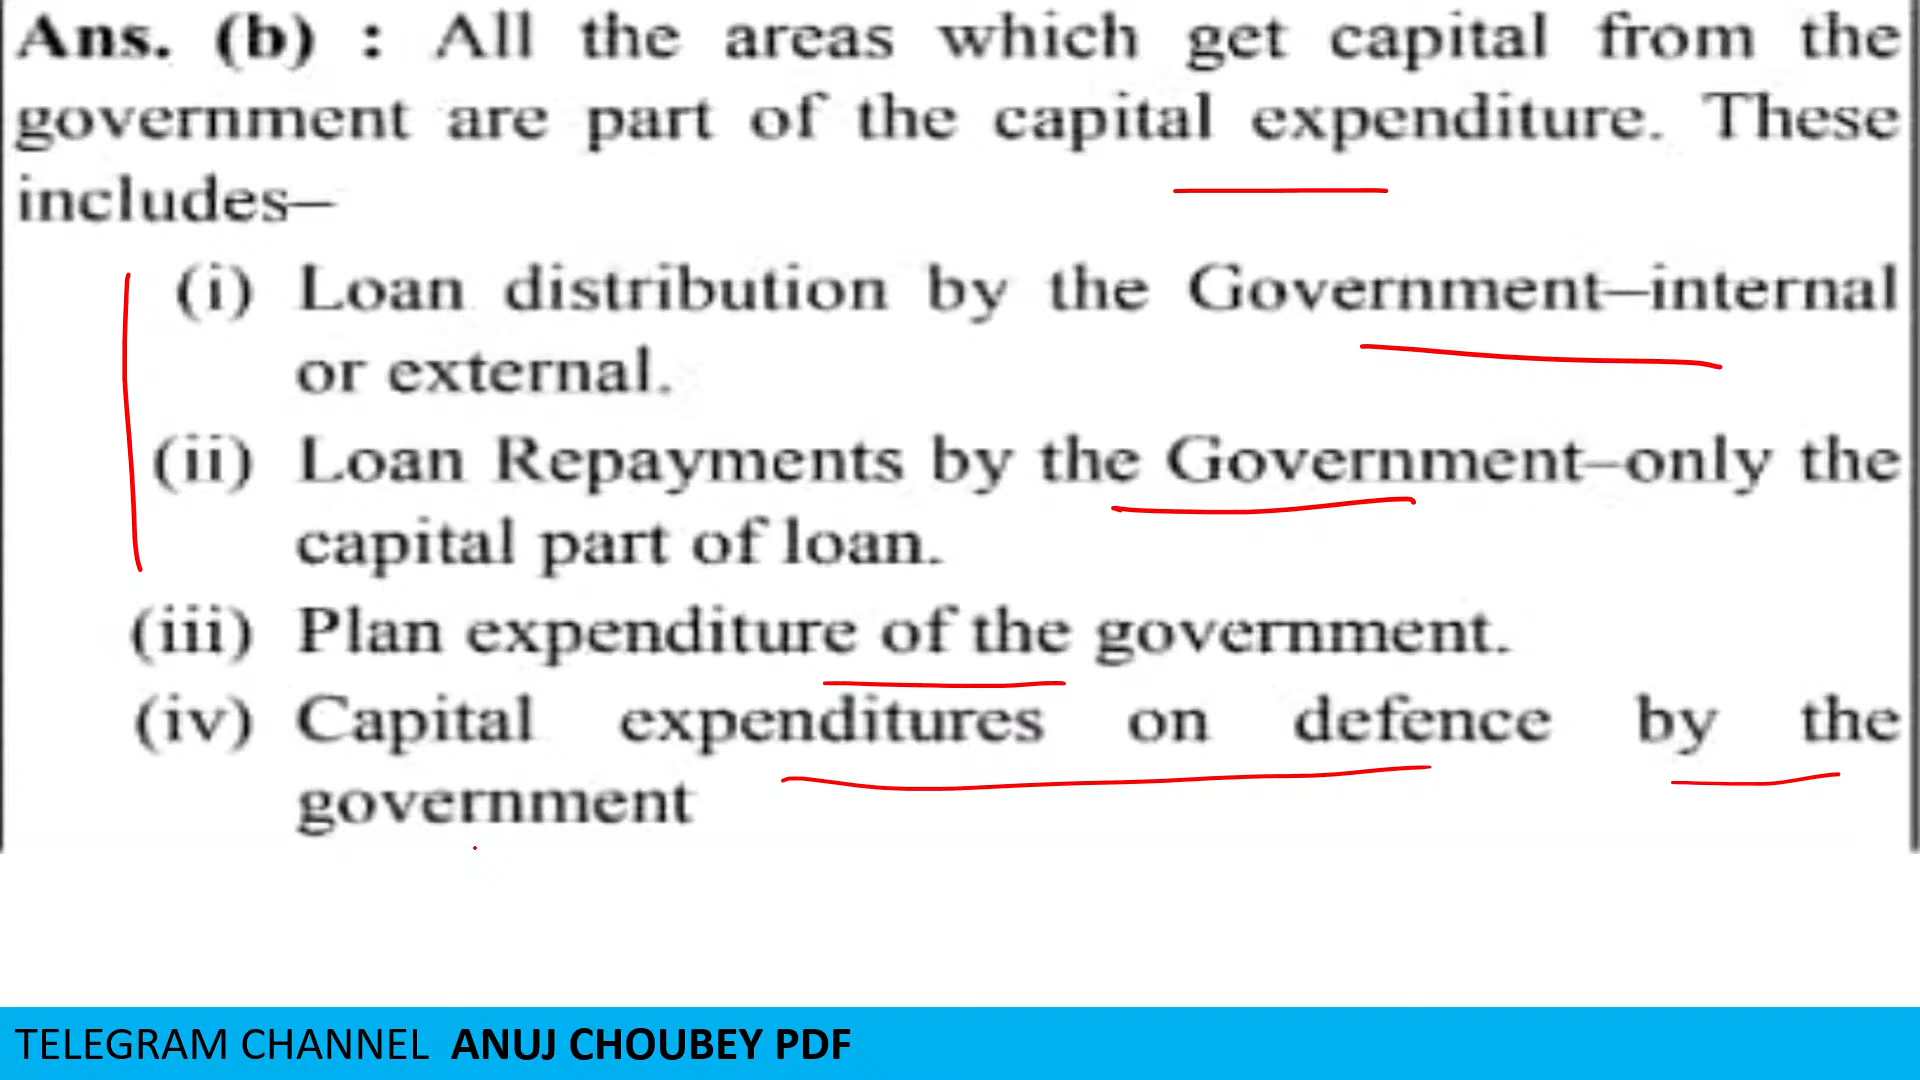 Ans. (b) : All the areas which get capital from the
government are part of the capital expenditure. These
includes–
(i) Loan distribution by the Government–internal
or external.
(ii) Loan Repayments by the Government–only the
capital part of loan.
(iii) Plan expenditure of the government.
(iv) Capital expenditures on defence by the
government
TELEGRAM CHANNEL ANUJ CHOUBEY PDF